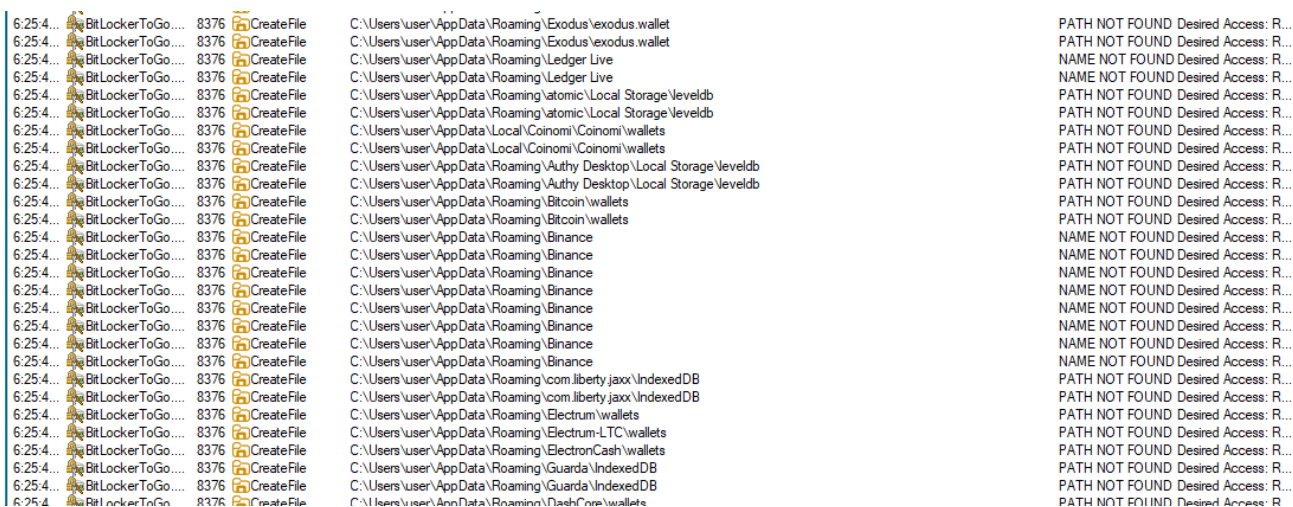 6:25:4... BitLockerToGo.... 8376 CreateFile C:\Users\user\AppData\Roaming\Exodus\exodus.wallet PATH NOT FOUND Desired Access: R...
6:25:4... BitLockerToGo.... 8376 CreateFile C:\Users\user\AppData\Roaming\Exodus\exodus.wallet PATH NOT FOUND Desired Access: R...
6:25:4... BitLockerToGo.... 8376 CreateFile C:\Users\user\AppData\Roaming\Ledger Live NAME NOT FOUND Desired Access: R...
6:25:4... BitLockerToGo.... 8376 CreateFile C:\Users\user\AppData\Roaming\Ledger Live NAME NOT FOUND Desired Access: R...
6:25:4... BitLockerToGo.... 8376 CreateFile C:\Users\user\AppData\Roaming\atomic\Local Storage\leveldb PATH NOT FOUND Desired Access: R...
6:25:4... BitLockerToGo.... 8376 CreateFile C:\Users\user\AppData\Roaming\atomic\Local Storage\leveldb PATH NOT FOUND Desired Access: R...
6:25:4... BitLockerToGo.... 8376 CreateFile C:\Users\user\AppData\Local\Coinomi\Coinomi\wallets PATH NOT FOUND Desired Access: R...
6:25:4... BitLockerToGo.... 8376 CreateFile C:\Users\user\AppData\Local\Coinomi\Coinomi\wallets PATH NOT FOUND Desired Access: R...
6:25:4... BitLockerToGo.... 8376 CreateFile C:\Users\user\AppData\Roaming\Authy Desktop\Local Storage\leveldb PATH NOT FOUND Desired Access: R...
6:25:4... BitLockerToGo.... 8376 CreateFile C:\Users\user\AppData\Roaming\Authy Desktop\Local Storage\leveldb PATH NOT FOUND Desired Access: R...
6:25:4... BitLockerToGo.... 8376 CreateFile C:\Users\user\AppData\Roaming\Bitcoin\wallets PATH NOT FOUND Desired Access: R...
6:25:4... BitLockerToGo.... 8376 CreateFile C:\Users\user\AppData\Roaming\Bitcoin\wallets PATH NOT FOUND Desired Access: R...
6:25:4... BitLockerToGo.... 8376 CreateFile C:\Users\user\AppData\Roaming\Binance NAME NOT FOUND Desired Access: R...
6:25:4... BitLockerToGo.... 8376 CreateFile C:\Users\user\AppData\Roaming\Binance NAME NOT FOUND Desired Access: R...
6:25:4... BitLockerToGo.... 8376 CreateFile C:\Users\user\AppData\Roaming\Binance NAME NOT FOUND Desired Access: R...
6:25:4... BitLockerToGo.... 8376 CreateFile C:\Users\user\AppData\Roaming\Binance NAME NOT FOUND Desired Access: R...
6:25:4... BitLockerToGo.... 8376 CreateFile C:\Users\user\AppData\Roaming\Binance NAME NOT FOUND Desired Access: R...
6:25:4... BitLockerToGo.... 8376 CreateFile C:\Users\user\AppData\Roaming\Binance NAME NOT FOUND Desired Access: R...
6:25:4... BitLockerToGo.... 8376 CreateFile C:\Users\user\AppData\Roaming\Binance NAME NOT FOUND Desired Access: R...
6:25:4... BitLockerToGo.... 8376 CreateFile C:\Users\user\AppData\Roaming\Binance NAME NOT FOUND Desired Access: R...
6:25:4... BitLockerToGo.... 8376 CreateFile C:\Users\user\AppData\Roaming\com.liberty.jaxx\IndexedDB PATH NOT FOUND Desired Access: R...
6:25:4... BitLockerToGo.... 8376 CreateFile C:\Users\user\AppData\Roaming\com.liberty.jaxx\IndexedDB PATH NOT FOUND Desired Access: R...
6:25:4... BitLockerToGo.... 8376 CreateFile C:\Users\user\AppData\Roaming\Electrum\wallets PATH NOT FOUND Desired Access: R...
6:25:4... BitLockerToGo.... 8376 CreateFile C:\Users\user\AppData\Roaming\Electrum-LTC\wallets PATH NOT FOUND Desired Access: R...
6:25:4... BitLockerToGo.... 8376 CreateFile C:\Users\user\AppData\Roaming\ElectronCash\wallets PATH NOT FOUND Desired Access: R...
6:25:4... BitLockerToGo.... 8376 CreateFile C:\Users\user\AppData\Roaming\Guarda\IndexedDB PATH NOT FOUND Desired Access: R...
6:25:4... BitLockerToGo.... 8376 CreateFile C:\Users\user\AppData\Roaming\Guarda\IndexedDB PATH NOT FOUND Desired Access: R...
6:25:4... BitLockerToGo.... 8376 CreateFile C:\Users\user\AppData\Roaming\DashCore\wallets PATH NOT FOUND Desired Access: R...